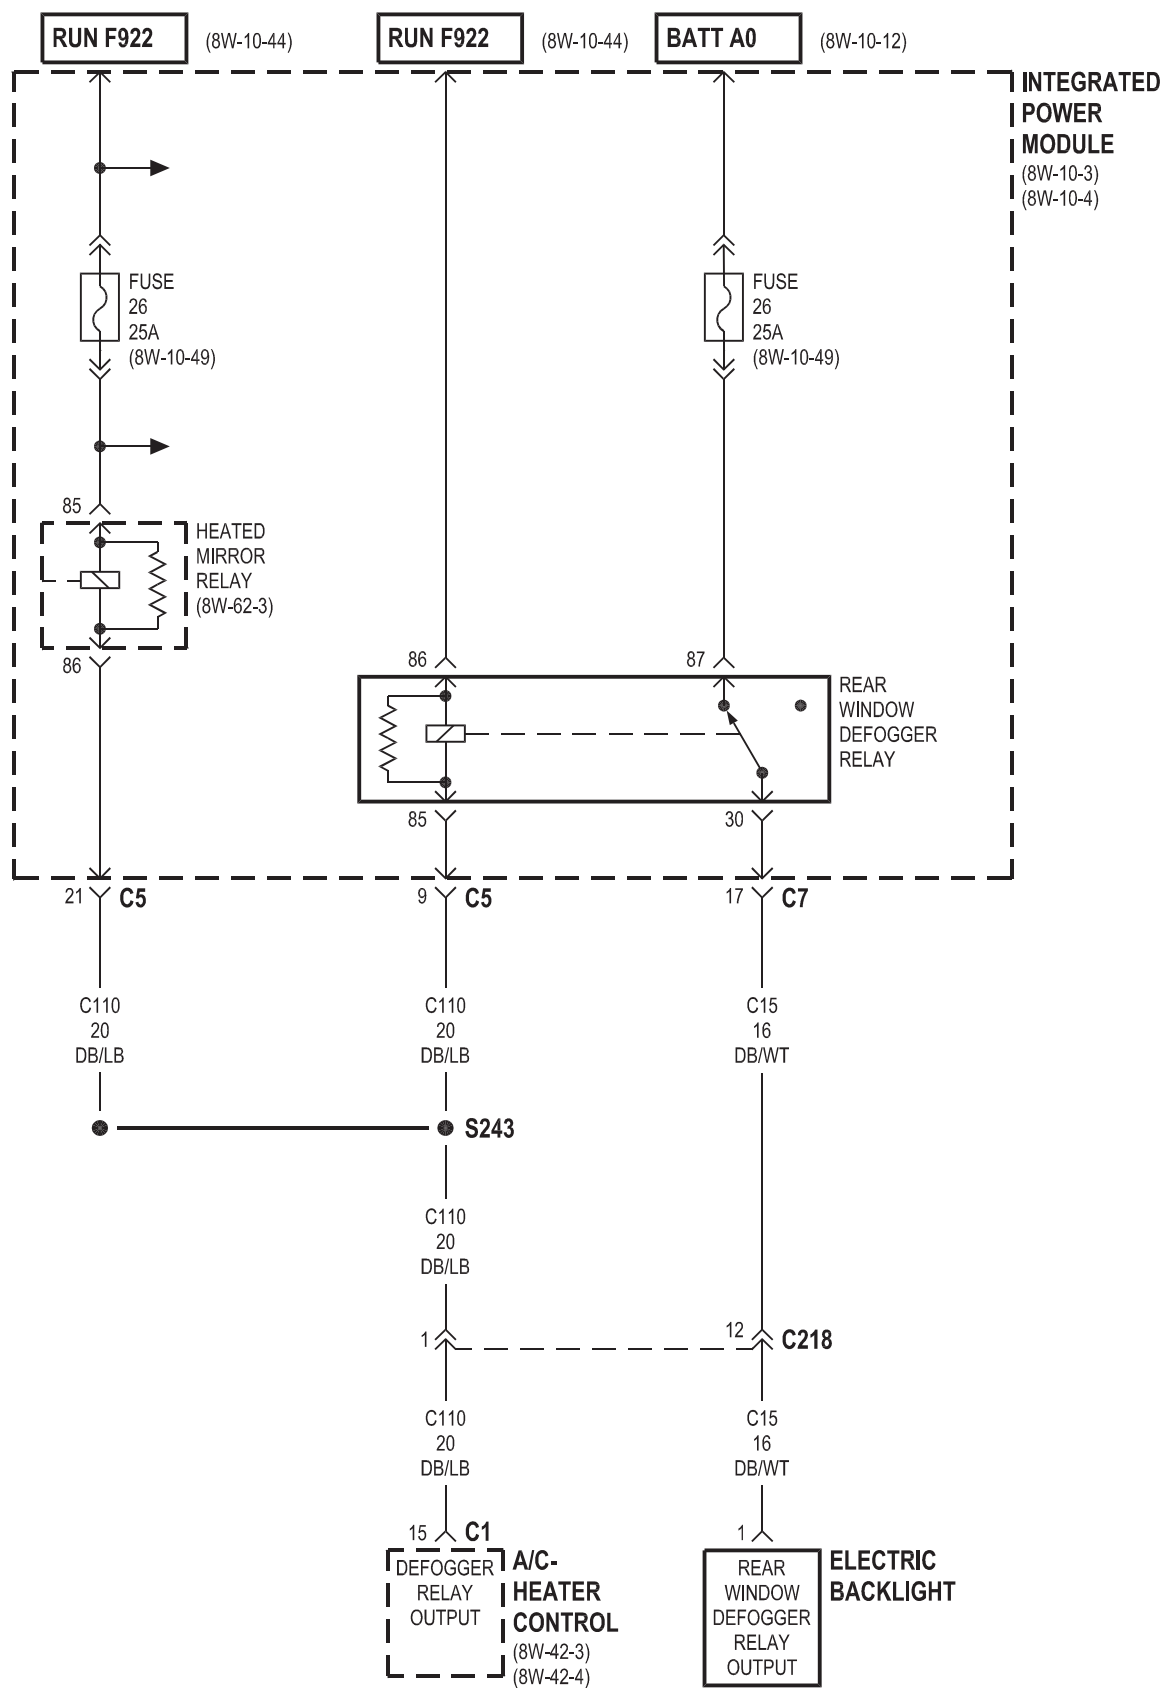 RUN F922
(8W-10-44)
RUN F922
(8W-10-44)
BATT A0
(8W-10-12)
INTEGRATED
POWER
MODULE
(8W-10-3)
(8W-10-4)
FUSE
26
25A
(8W-10-49)
FUSE
26
25A
(8W-10-49)
85
HEATED
MIRROR
RELAY
(8W-62-3)
86
86
87
REAR
WINDOW
DEFOGGER
RELAY
85
30
21
C5
9
C5
17
C7
C110
20
DB/LB
C110
20
DB/LB
C15
16
DB/WT
S243
C110
20
DB/LB
1
12
C218
C110
20
DB/LB
C15
16
DB/WT
15
C1
1
DEFOGGER
RELAY
OUTPUT
A/C-
HEATER
CONTROL
(8W-42-3)
(8W-42-4)
REAR
WINDOW
DEFOGGER
RELAY
OUTPUT
ELECTRIC
BACKLIGHT